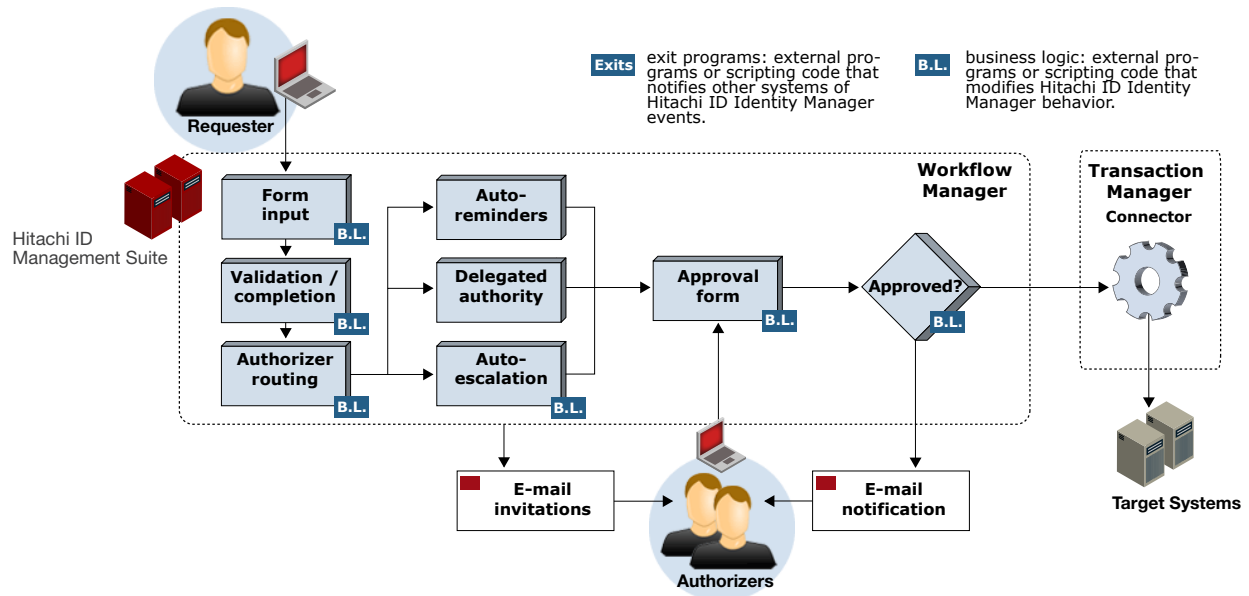 Requester
Exits
exit programs: external pro-
grams or scripting code that
notifies other systems of
Hitachi ID Identity Manager
events.
B.L.
business logic: external pro-
grams or scripting code that
modifies Hitachi ID Identity
Manager behavior.
Hitachi ID
Management Suite
Workflow
Manager
Form
input
B.L.
Validation /
completion
B.L.
Authorizer
routing
B.L.
Auto-
reminders
Delegated
authority
Auto-
escalation
B.L.
Approval
form
B.L.
Approved?
B.L.
Transaction
Manager
Connector
Target Systems
E-mail
invitations
Authorizers
E-mail
notification